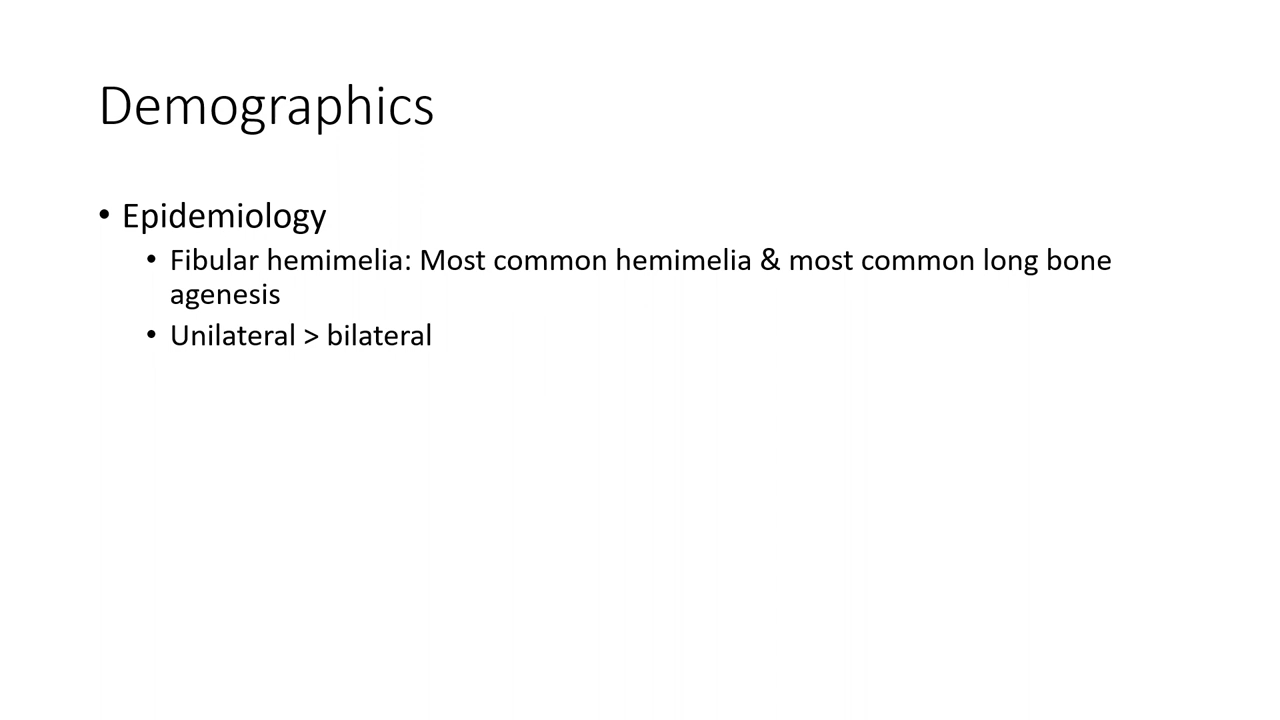 Demographics
• Epidemiology
• Fibular hemimelia: Most common hemimelia & most common long bone
agenesis
• Unilateral > bilateral